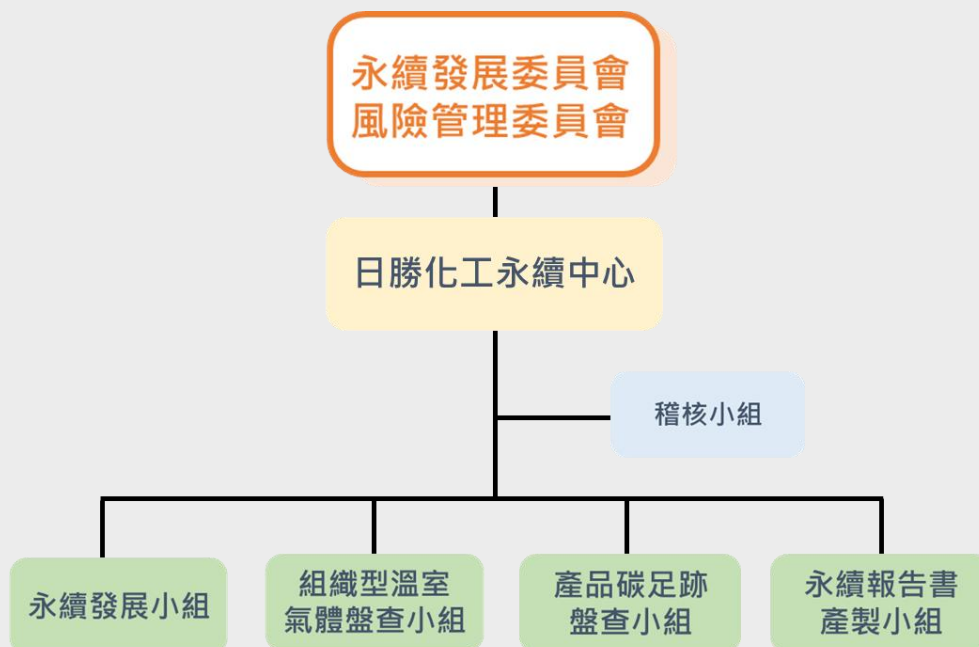 永續發展委員會
風險管理委員會
日勝化工永續中心
稽核小組
永續發展小組
組織型溫室
氣體盤查小組
產品碳足跡
盤查小組
永續報告書
產製小組